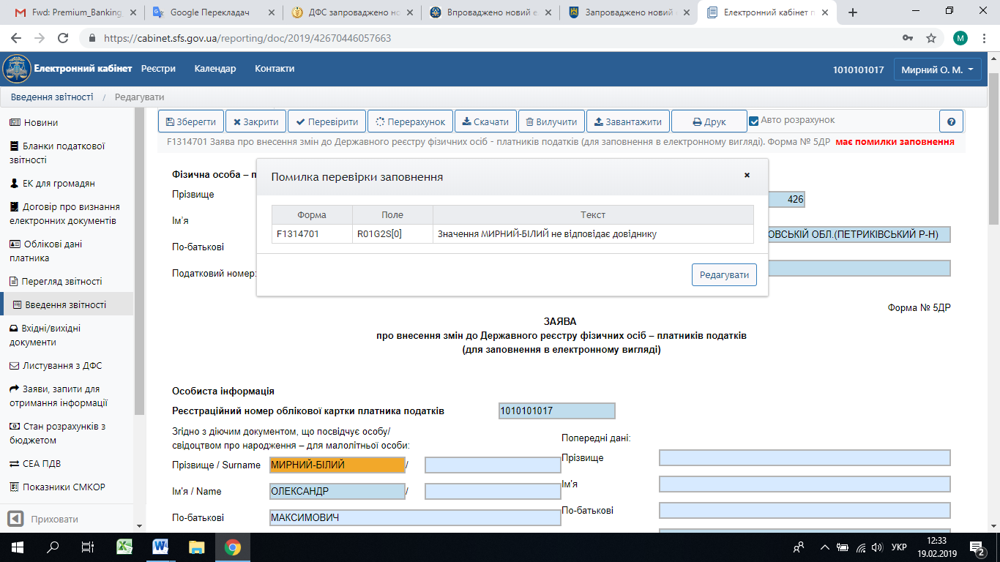 Fwd: Premium_Banking
Google Перекладач
ДФС запроваджено но
Впроваджено новий е
Запроваджено новий
Електронний кабінет п
https://cabinet.sfs.gov.ua/reporting/doc/2019/42670446057663
M
Електронний кабінет Реєстри Календар Контакти 1010101017 Мирний О. М.
Введення звітності / Редагувати
Новини
Бланки податкової
звітності
ЕК для громадян
Договір про визнання
електронних документів
Облікові дані
платника
Перегляд звітності
Введення звітності
Вхідні/вихідні
документи
Листування з ДФС
Заяви, запити для
отримання інформації
Стан розрахунків з
бюджетом
СЕА ПДВ
Показники СМКОР
Приховати
Зберегти Закрити Перевірити Перерахунок Скачати Вилучити Завантажити Друк Авто розрахунок ?
F1314701 Заява про внесення змін до Державного реєстру фізичних осіб - платників податків (для заповнення в електронному вигляді). Форма № 5ДР має помилки заповнення
Фізична особа – п
Прізвище 426
Ім'я
ОВСЬКІЙ ОБЛ.(ПЕТРИКІВСЬКИЙ Р-Н)
По-батькові
Податковий номер:
Помилка перевірки заповнення ×
Форма Поле Текст
F1314701 R01G2S[0] Значення МИРНИЙ-БІЛИЙ не відповідає довіднику
Редагувати
Форма № 5ДР
ЗАЯВА
про внесення змін до Державного реєстру фізичних осіб – платників податків
(для заповнення в електронному вигляді)
Особиста інформація
Реєстраційний номер облікової картки платника податків 1010101017
Згідно з діючим документом, що посвідчує особу/
свідоцтвом про народження – для малолітньої особи:
Попередні дані:
Прізвище / Surname МИРНИЙ-БІЛИЙ / Прізвище
Ім'я / Name ОЛЕКСАНДР / Ім'я
По-батькові МАКСИМОВИЧ По-батькові
УКР
12:33
19.02.2019
2